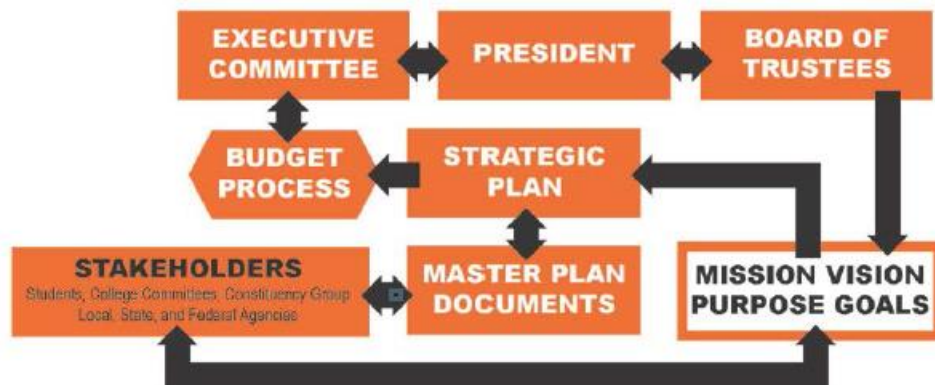 EXECUTIVE
COMMITTEE
PRESIDENT
BOARD OF
TRUSTEES
BUDGET
PROCESS
STRATEGIC
PLAN
STAKEHOLDERS
Students, College Committees, Constituency Group
Local, State, and Federal Agencies
MASTER PLAN
DOCUMENTS
MISSION VISION
PURPOSE GOALS